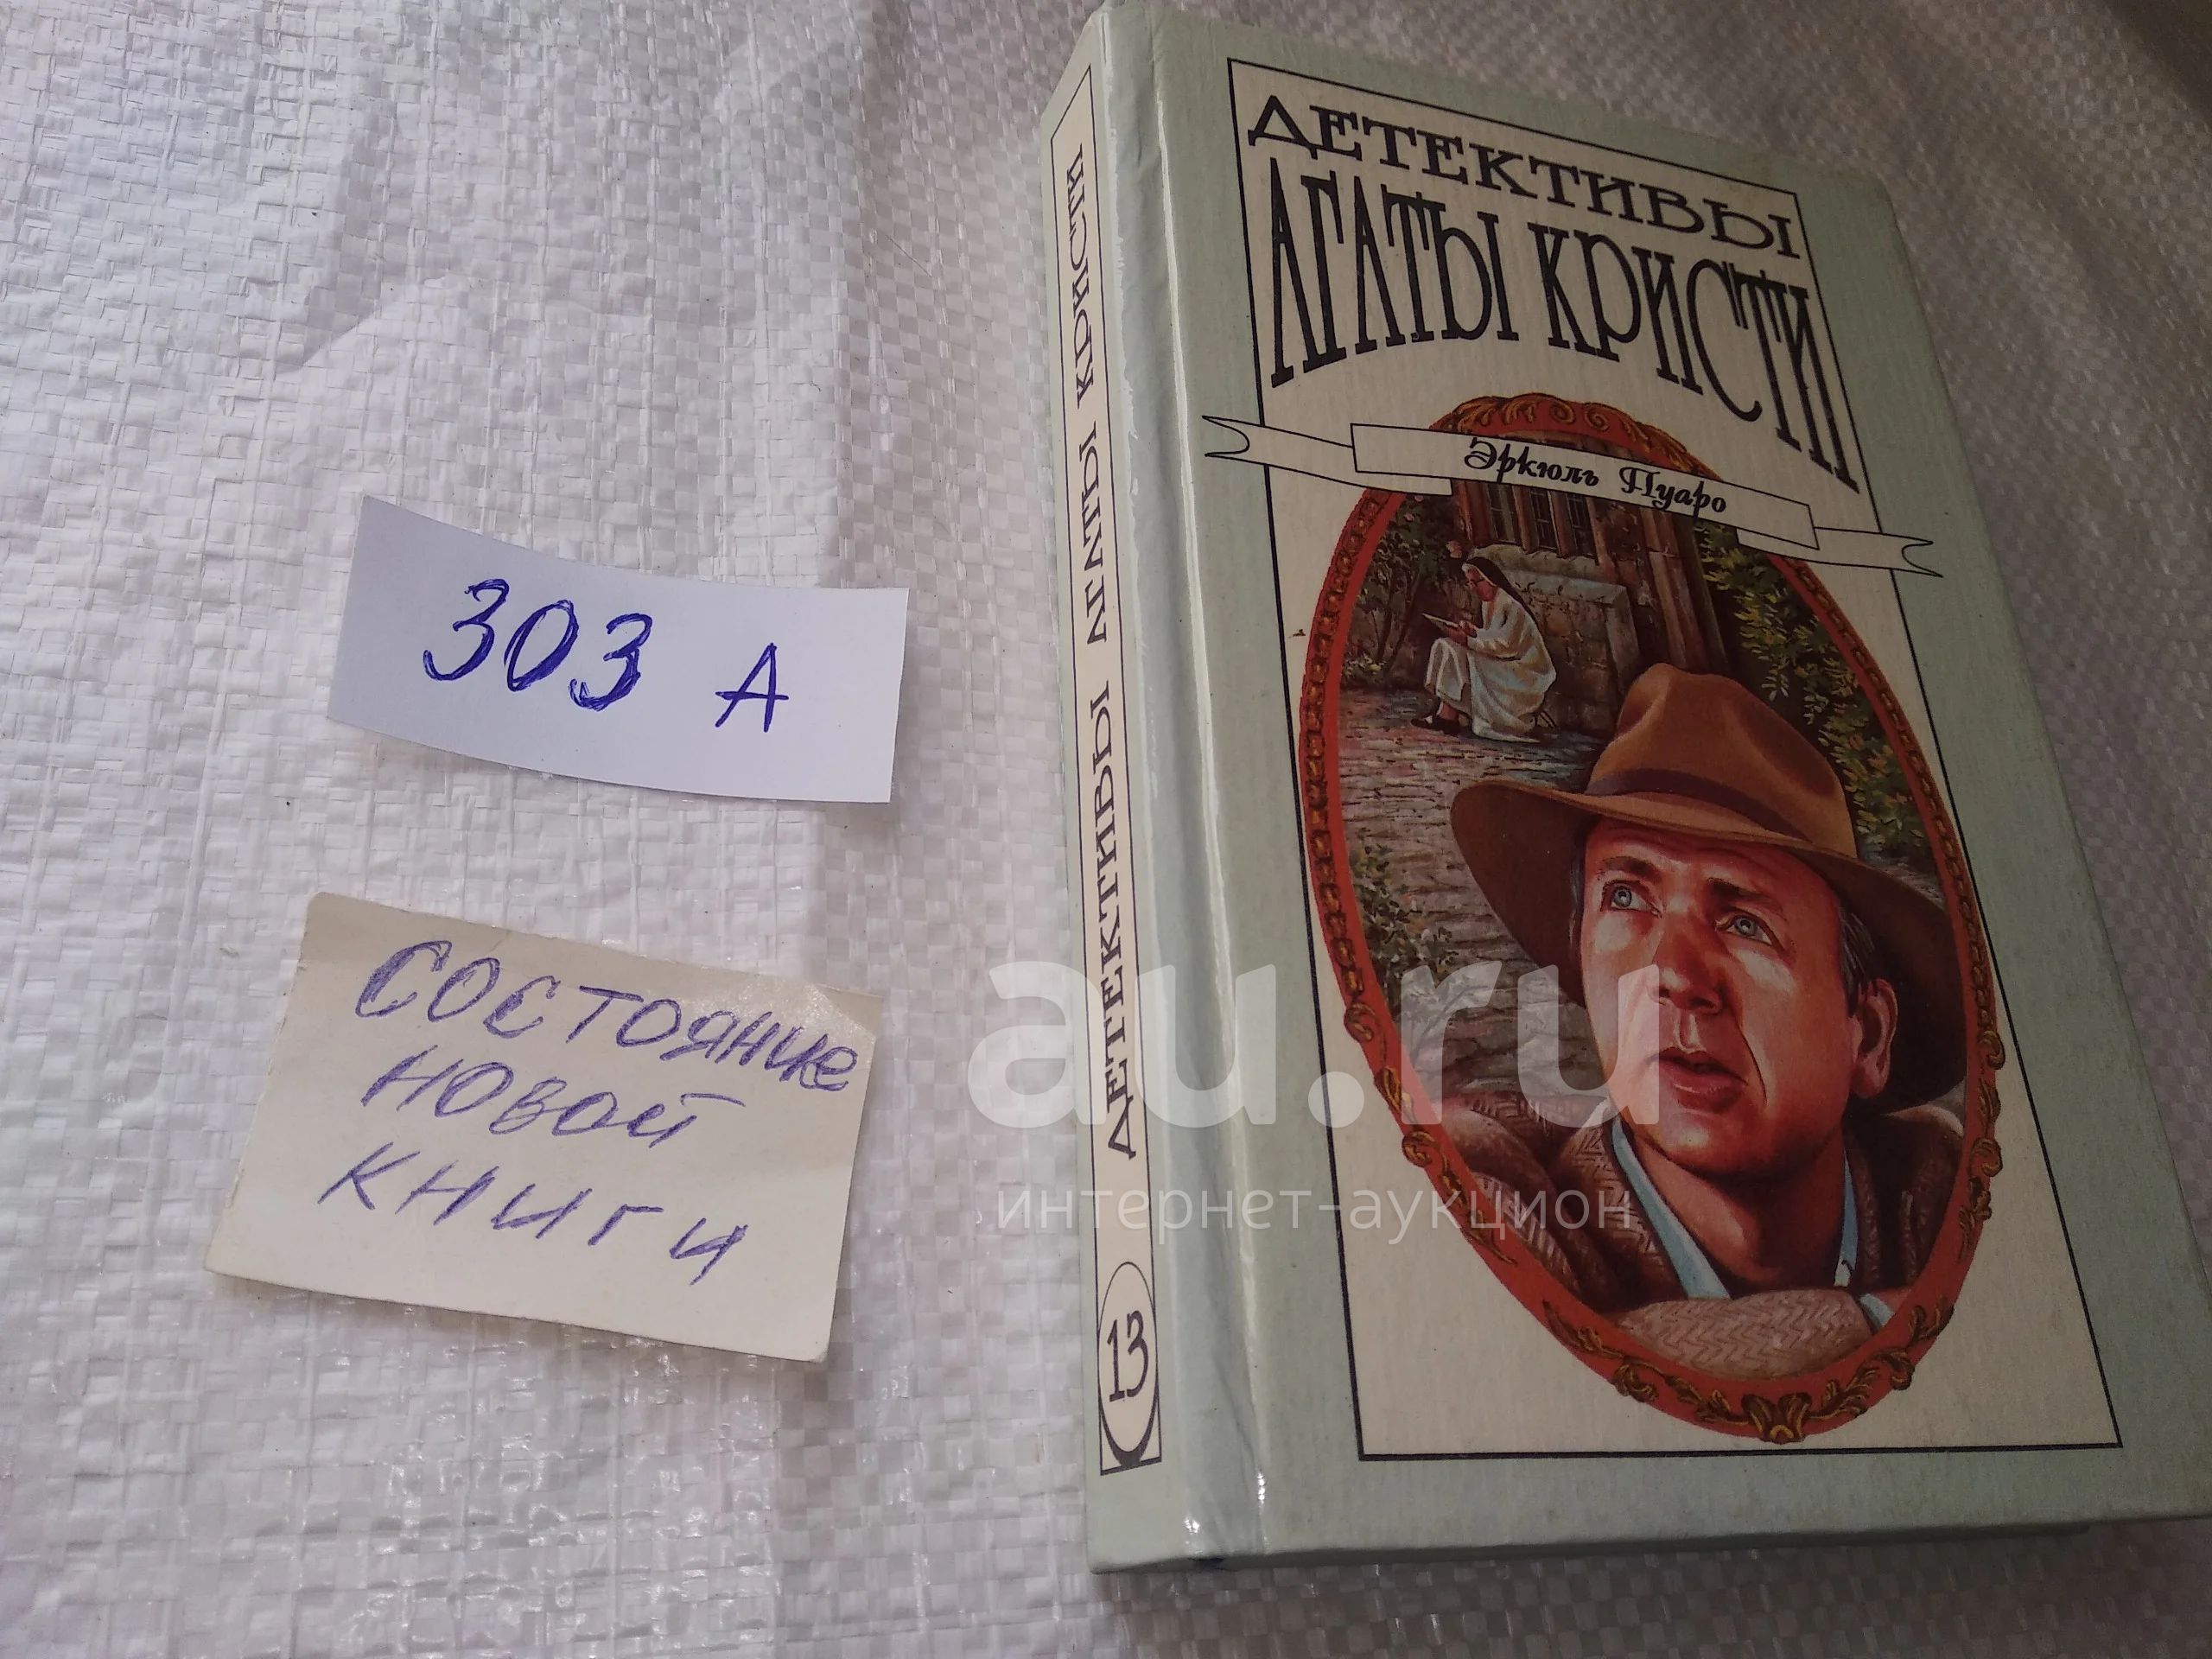 303 А
СОСТОЯНИЕ
НОВОЙ
КНИГИ
ДЕТЕКТИВЫ АГАТЫ КРИСТИ
13
ДЕТЕКТИВЫ
АГАТЫ КРИСТИ
Эркюль Пуаро
au.ru
интернет-аукцион